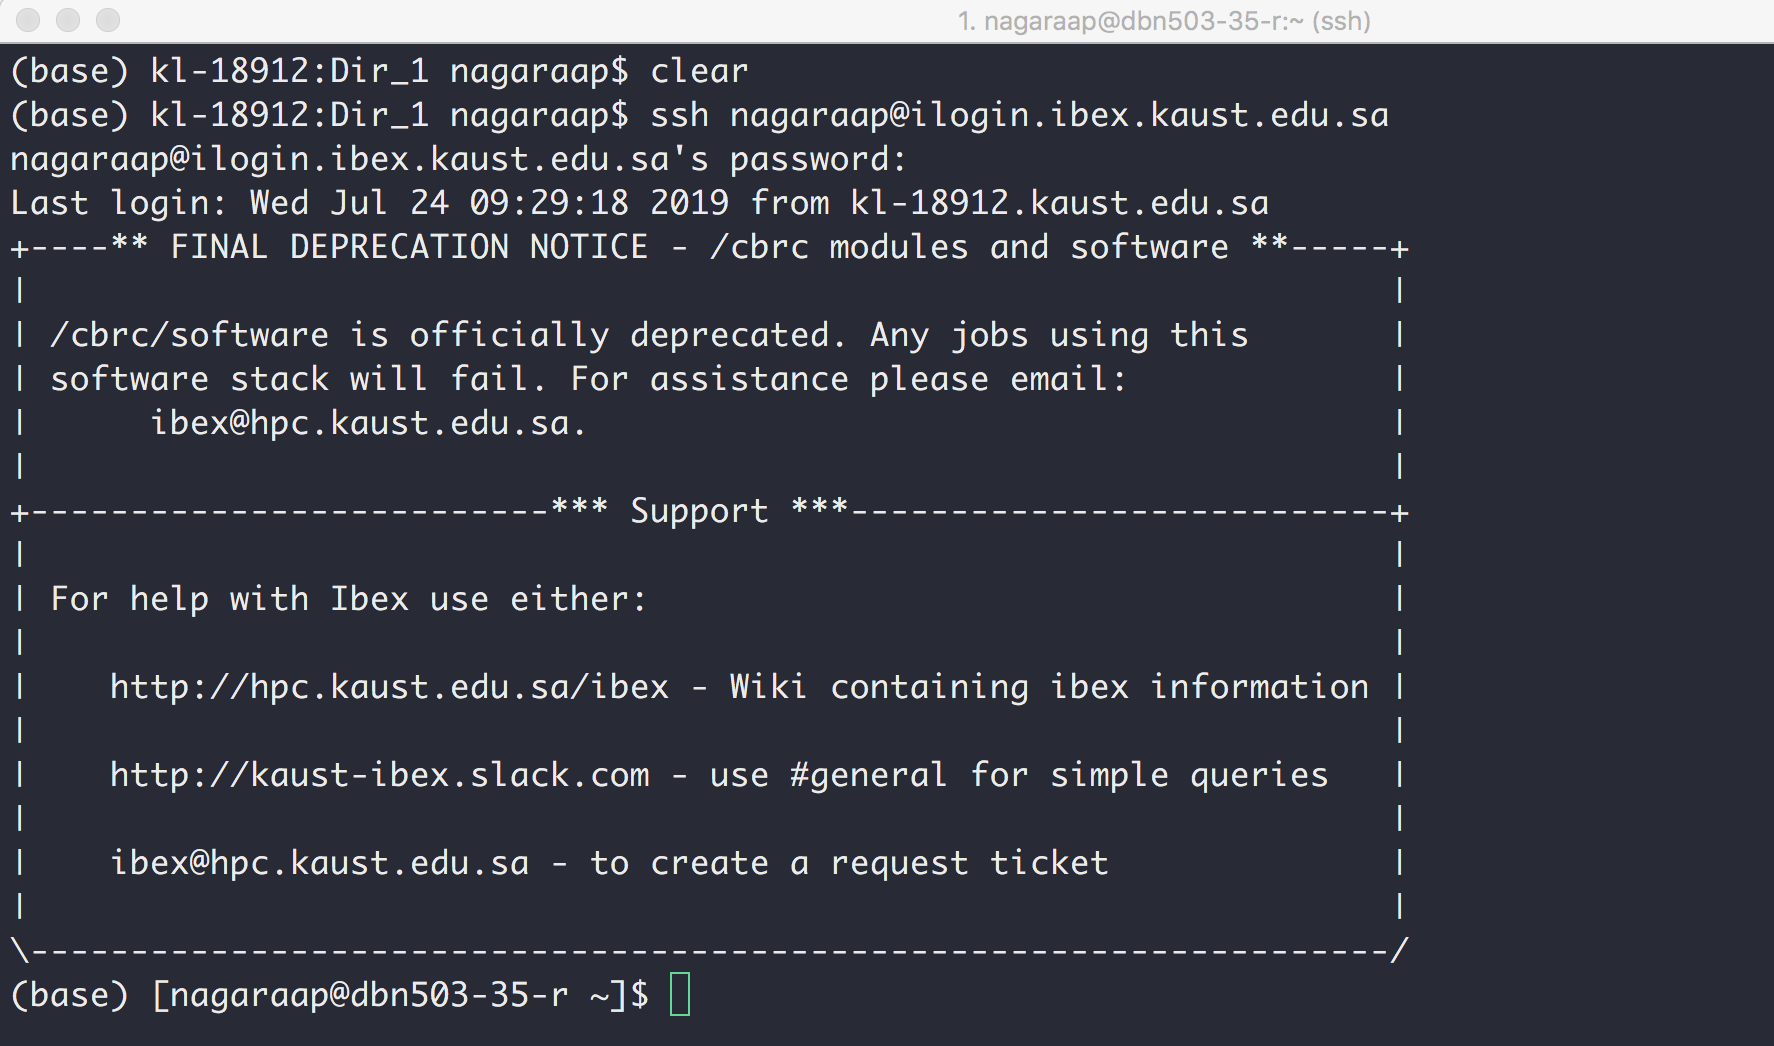 1. nagaraap@dbn503-35-r:~ (ssh)
(base) kl-18912:Dir_1 nagaraap$ clear
(base) kl-18912:Dir_1 nagaraap$ ssh nagaraap@ilogin.ibex.kaust.edu.sa
nagaraap@ilogin.ibex.kaust.edu.sa's password:
Last login: Wed Jul 24 09:29:18 2019 from kl-18912.kaust.edu.sa
+----** FINAL DEPRECATION NOTICE - /cbrc modules and software **-----+
|                                                                    |
| /cbrc/software is officially deprecated. Any jobs using this       |
| software stack will fail. For assistance please email:             |
|      ibex@hpc.kaust.edu.sa.                                        |
|                                                                    |
+--------------------------*** Support ***---------------------------+
|                                                                    |
| For help with Ibex use either:                                     |
|                                                                    |
|    http://hpc.kaust.edu.sa/ibex - Wiki containing ibex information |
|                                                                    |
|    http://kaust-ibex.slack.com - use #general for simple queries   |
|                                                                    |
|    ibex@hpc.kaust.edu.sa - to create a request ticket              |
|                                                                    |
\--------------------------------------------------------------------/
(base) [nagaraap@dbn503-35-r ~]$